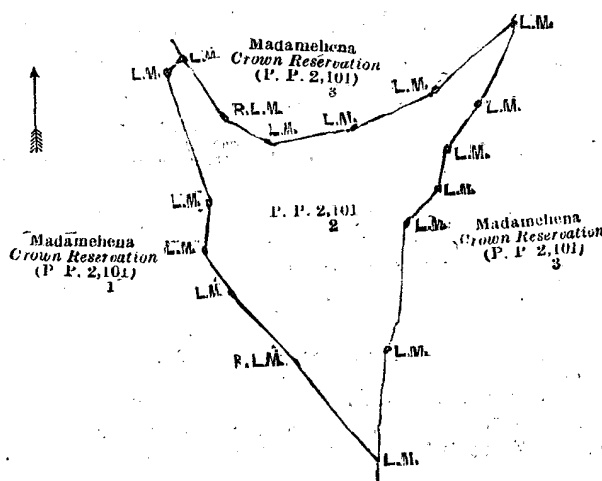 L.M.
L.M.
L.M.
Madamehena
Crown Reservation
(P. P. 2,101)
3
L.M.
L.M.
R.L.M.
L.M.
L.M.
L.M.
L.M.
L.M.
P. P. 2,101
2
L.M.
Madamehena
Crown Reservation
(P. P. 2,101)
3
Madamehena
Crown Reservation
(P. P. 2,101)
1
L.M.
L.M.
R.L.M.
L.M.
L.M.